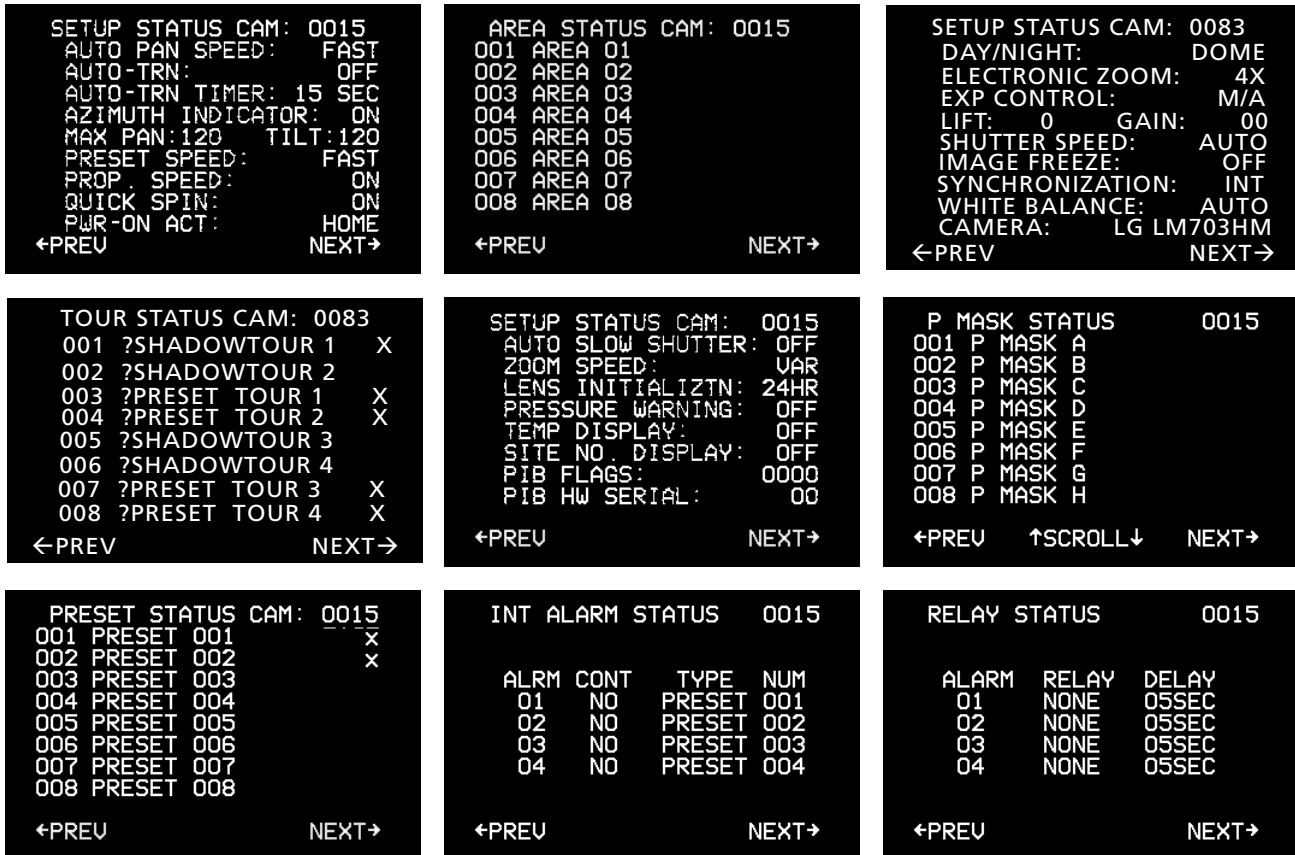 SETUP STATUS CAM: 0015
AUTO PAN SPEED: FAST
AUTO-TRN: OFF
AUTO-TRN TIMER: 15 SEC
AZIMUTH INDICATOR: ON
MAX PAN:120 TILT:120
PRESET SPEED: FAST
PROP. SPEED: ON
QUICK SPIN: ON
PWR-ON ACT: HOME
←PREV NEXT→
AREA STATUS CAM: 0015
001 AREA 01
002 AREA 02
003 AREA 03
004 AREA 04
005 AREA 05
006 AREA 06
007 AREA 07
008 AREA 08
←PREV NEXT→
SETUP STATUS CAM: 0083
DAY/NIGHT: DOME
ELECTRONIC ZOOM: 4X
EXP CONTROL: M/A
LIFT: 0 GAIN: 00
SHUTTER SPEED: AUTO
IMAGE FREEZE: OFF
SYNCHRONIZATION: INT
WHITE BALANCE: AUTO
CAMERA: LG LM703HM
←PREV NEXT→
TOUR STATUS CAM: 0083
001 ?SHADOWTOUR 1 X
002 ?SHADOWTOUR 2
003 ?PRESET TOUR 1 X
004 ?PRESET TOUR 2 X
005 ?SHADOWTOUR 3
006 ?SHADOWTOUR 4
007 ?PRESET TOUR 3 X
008 ?PRESET TOUR 4 X
←PREV NEXT→
SETUP STATUS CAM: 0015
AUTO SLOW SHUTTER: OFF
ZOOM SPEED: VAR
LENS INITIALIZTN: 24HR
PRESSURE WARNING: OFF
TEMP DISPLAY: OFF
SITE NO. DISPLAY: OFF
PIB FLAGS: 0000
PIB HW SERIAL: 00
←PREV NEXT→
P MASK STATUS 0015
001 P MASK A
002 P MASK B
003 P MASK C
004 P MASK D
005 P MASK E
006 P MASK F
007 P MASK G
008 P MASK H
←PREV ↑SCROLL↓ NEXT→
PRESET STATUS CAM: 0015
001 PRESET 001 X
002 PRESET 002 X
003 PRESET 003
004 PRESET 004
005 PRESET 005
006 PRESET 006
007 PRESET 007
008 PRESET 008
←PREV NEXT→
INT ALARM STATUS 0015
ALRM CONT TYPE NUM
01 NO PRESET 001
02 NO PRESET 002
03 NO PRESET 003
04 NO PRESET 004
←PREV NEXT→
RELAY STATUS 0015
ALARM RELAY DELAY
01 NONE 05SEC
02 NONE 05SEC
03 NONE 05SEC
04 NONE 05SEC
←PREV NEXT→